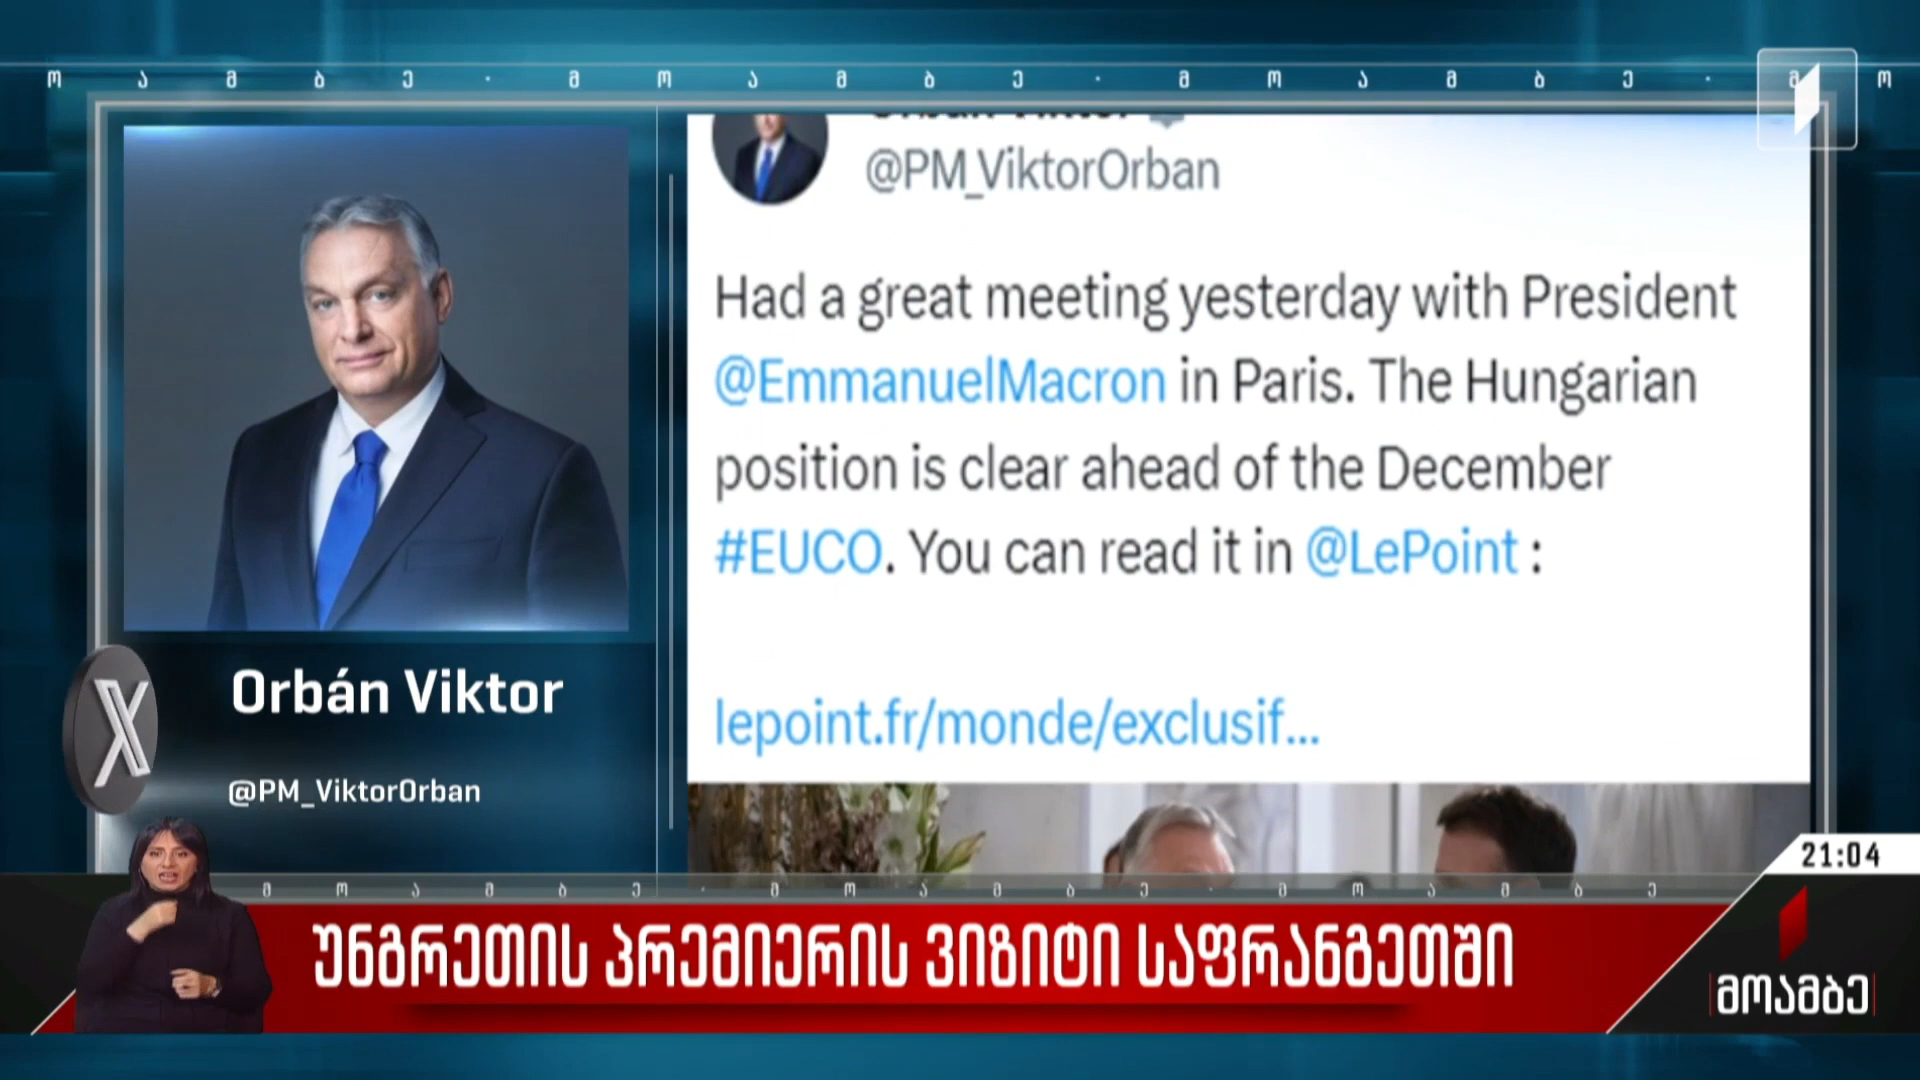 ო ა მ ბ ე · მ ო ა მ ბ ე · მ ო ა მ ბ ე · მ ო
@PM_ViktorOrban
Had a great meeting yesterday with President
@EmmanuelMacron in Paris. The Hungarian
position is clear ahead of the December
#EUCO. You can read it in @LePoint :
lepoint.fr/monde/exclusif...
Orbán Viktor
X
@PM_ViktorOrban
21:04
მ ო ა მ ბ ე · მ ო ა მ ბ ე · მ ო ა მ ბ ე
უნგრეთის პრემიერის ვიზიტი საფრანგეთში
მოამბე